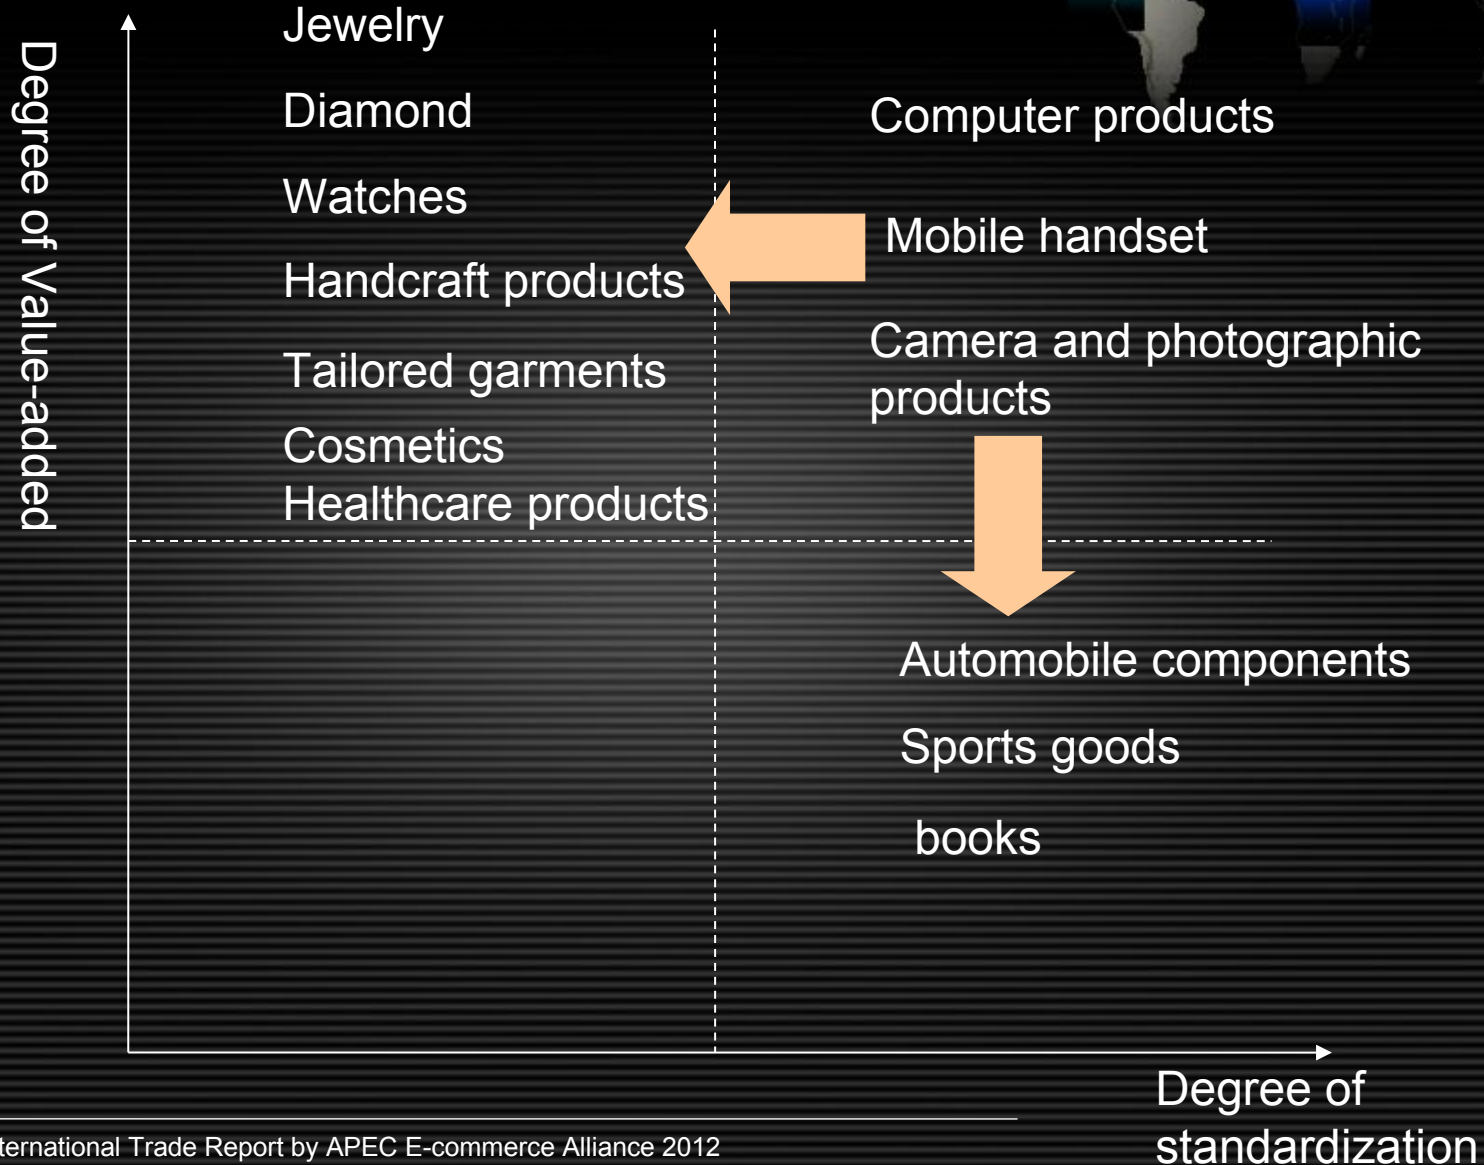 Degree of Value-added
Jewelry
Diamond
Watches
Handcraft products
Tailored garments
Cosmetics
Healthcare products
Computer products
Mobile handset
Camera and photographic
products
Automobile components
Sports goods
books
Degree of
standardization
Trade Report by APEC E-commerce Alliance 2012